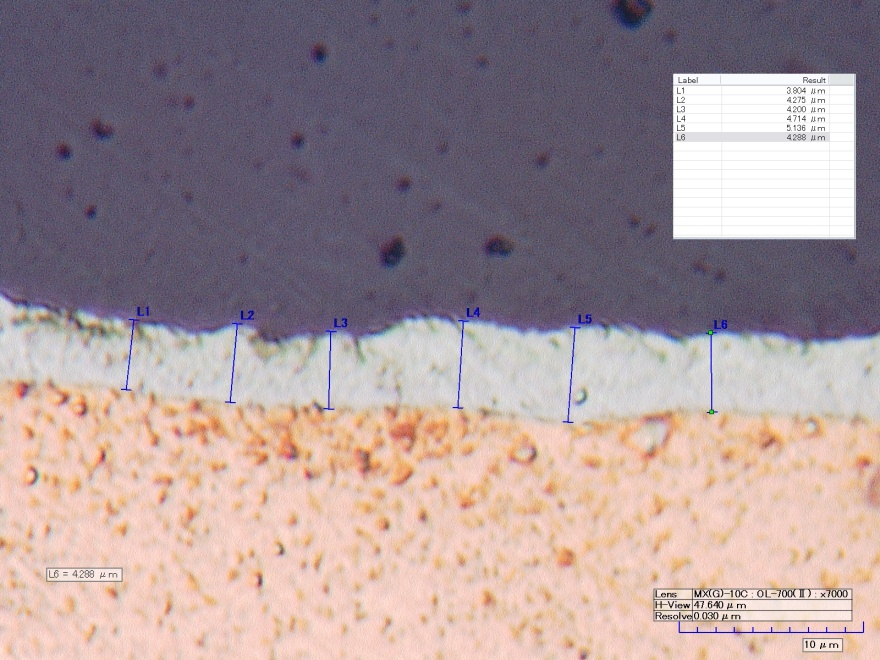 Label Result
L1 3.804 μm
L2 4.275 μm
L3 4.200 μm
L4 4.714 μm
L5 5.136 μm
L6 4.288 μm
L1
L2
L3
L4
L5
L6
L6 = 4.288 μm
Lens MX(G)-10C : OL-700(Ⅱ) : x7000
H-View 47.640 μm
Resolve 0.030 μm
10 μm